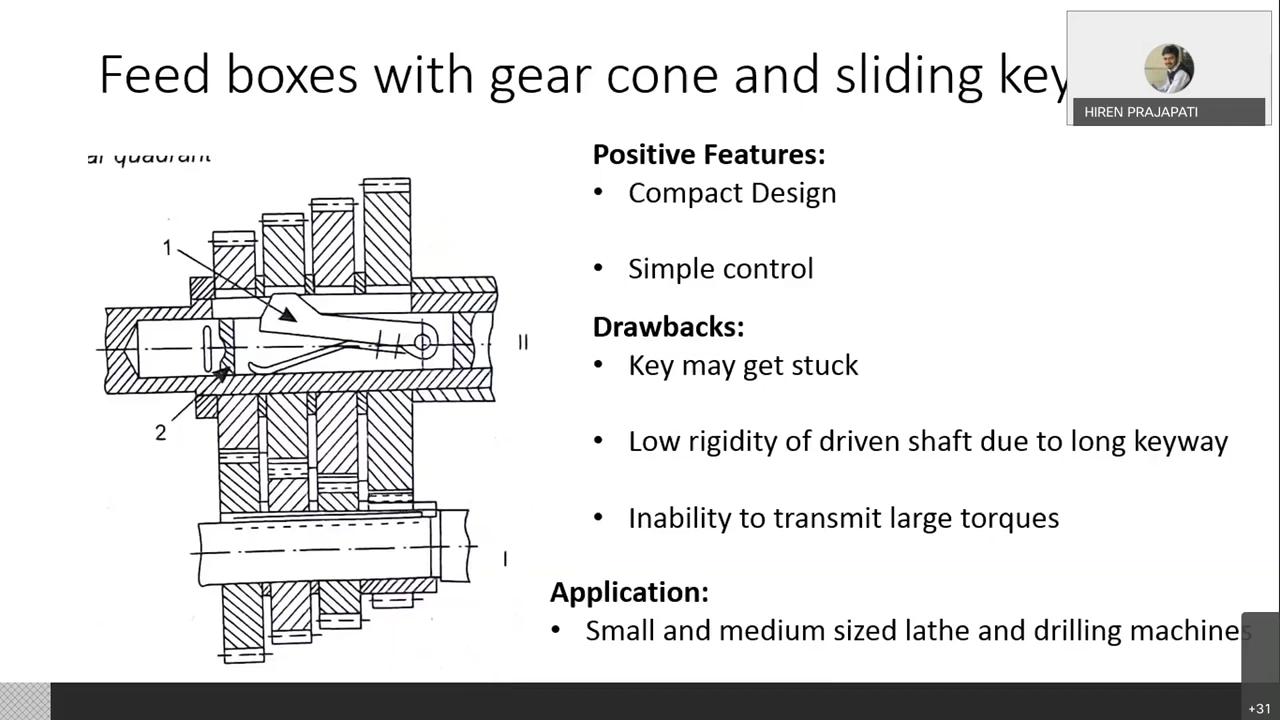 Feed boxes with gear cone and sliding key
HIREN PRAJAPATI
quadrant
1
2
II
I
Positive Features:
• Compact Design
• Simple control
Drawbacks:
• Key may get stuck
• Low rigidity of driven shaft due to long keyway
• Inability to transmit large torques
Application:
• Small and medium sized lathe and drilling machines
+31